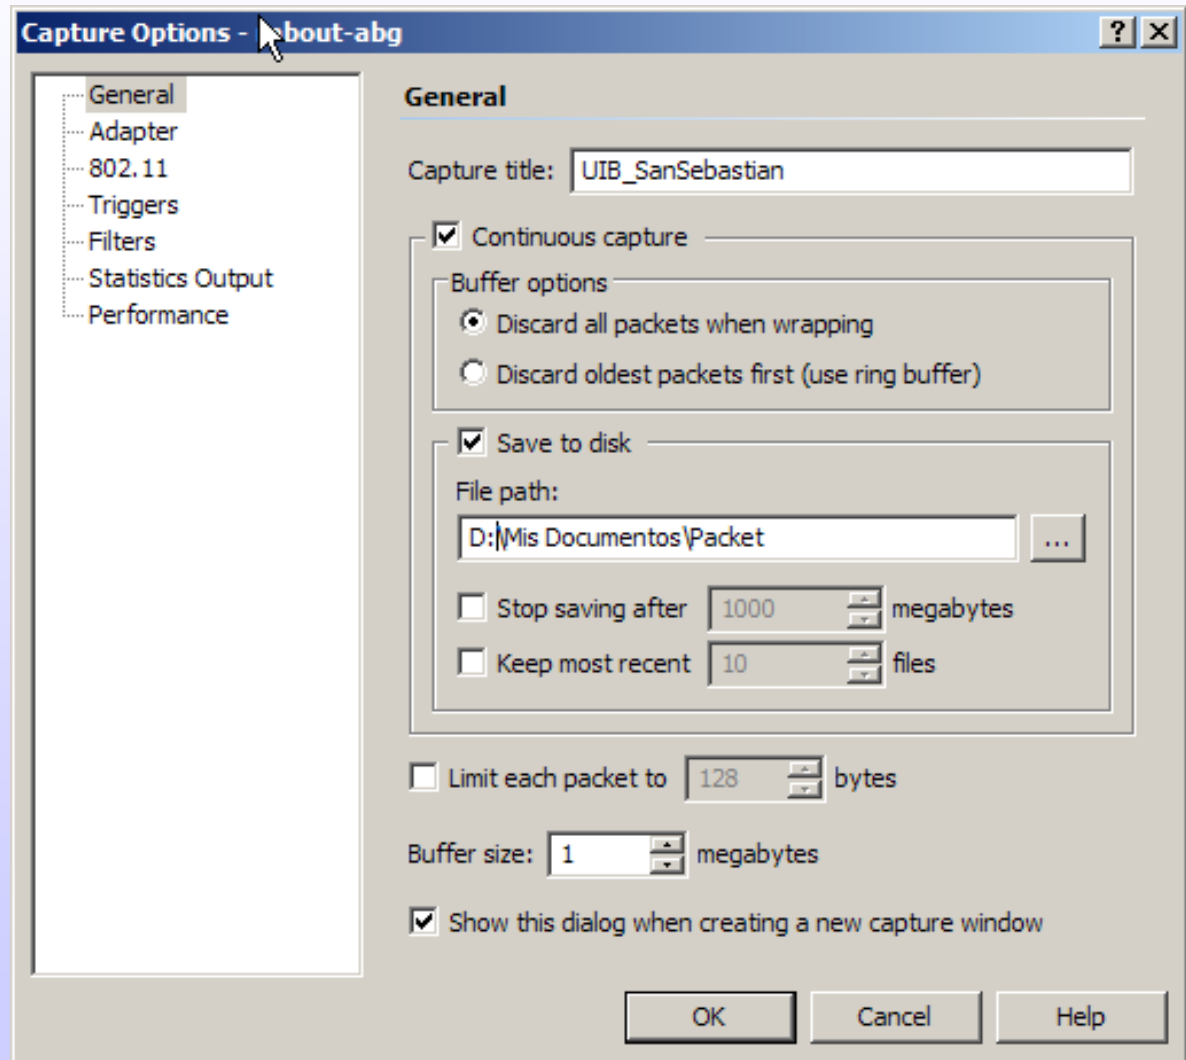 Capture Options - about-abg
General
Adapter
802.11
Triggers
Filters
Statistics Output
Performance
General
Capture title: UIB_SanSebastian
Continuous capture
Buffer options
Discard all packets when wrapping
Discard oldest packets first (use ring buffer)
Save to disk
File path:
D:\Mis Documentos\Packet
...
Stop saving after 1000 megabytes
Keep most recent 10 files
Limit each packet to 128 bytes
Buffer size: 1 megabytes
Show this dialog when creating a new capture window
OK Cancel Help